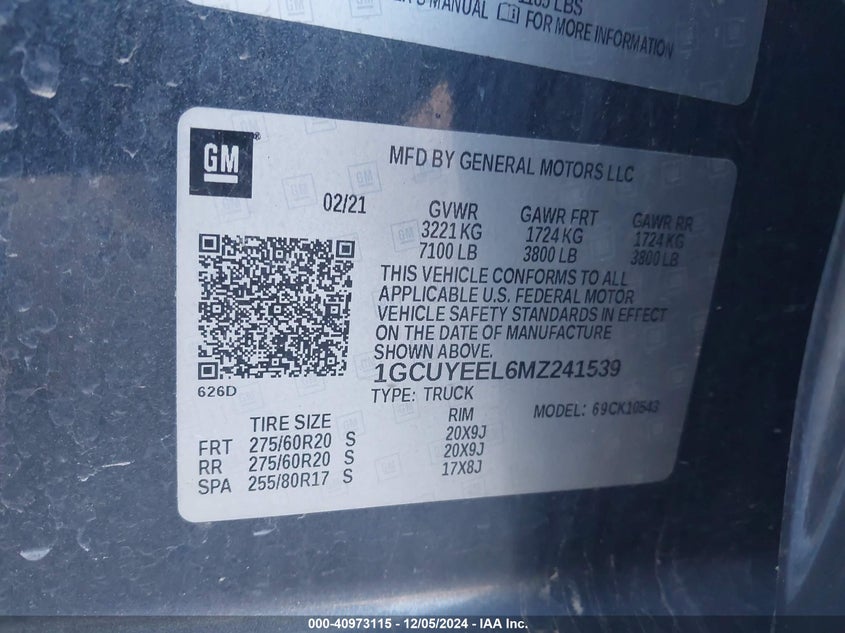 LBS
S MANUAL FOR MORE INFORMATION
GM ®
MFD BY GENERAL MOTORS LLC
02/21 GVWR GAWR FRT GAWR RR
3221 KG 1724 KG 1724 KG
7100 LB 3800 LB 3800 LB
THIS VEHICLE CONFORMS TO ALL
APPLICABLE U.S. FEDERAL MOTOR
VEHICLE SAFETY STANDARDS IN EFFECT
ON THE DATE OF MANUFACTURE
SHOWN ABOVE.
1GCUYEEL6MZ241539
626D
TYPE: TRUCK
MODEL: 69CK10543
TIRE SIZE RIM
FRT 275/60R20 S 20X9J
RR 275/60R20 S 20X9J
SPA 255/80R17 S 17X8J
000-40973115 - 12/05/2024 - IAA Inc.